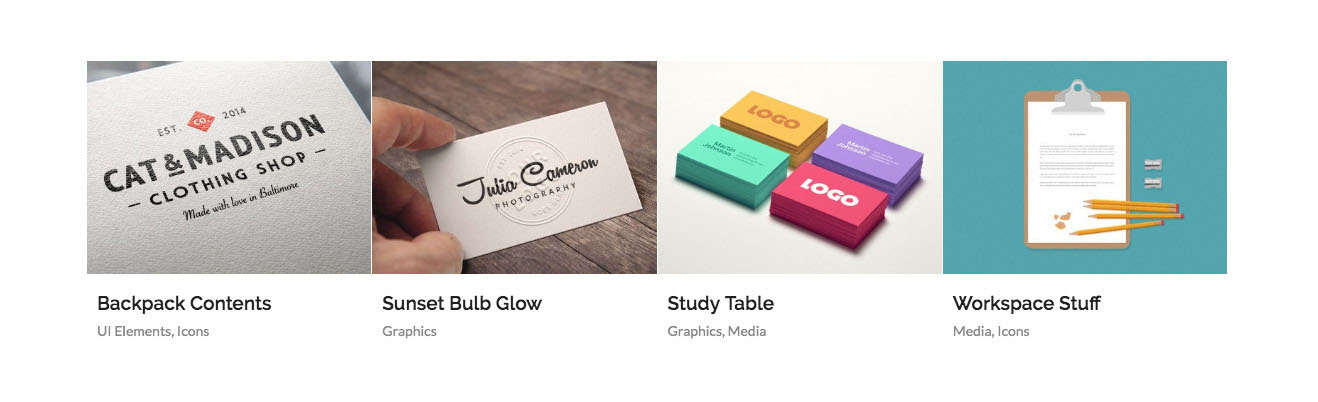 EST. CO. 2014
CAT & MADISON
CLOTHING SHOP
Made with love in Baltimore
Julia Cameron
PHOTOGRAPHY
LOGO
Martin
Johnson
Martin
Johnson
LOGO
Backpack Contents
UI Elements, Icons
Sunset Bulb Glow
Graphics
Study Table
Graphics, Media
Workspace Stuff
Media, Icons